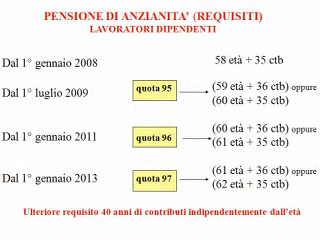 PENSIONE DI ANZIANITA' (REQUISITI)
LAVORATORI DIPENDENTI
Dal 1° gennaio 2008 58 età + 35 ctb
Dal 1° luglio 2009 quota 95 (59 età + 36 ctb) oppure
(60 età + 35 ctb)
Dal 1° gennaio 2011 quota 96 (60 età + 36 ctb) oppure
(61 età + 35 ctb)
Dal 1° gennaio 2013 quota 97 (61 età + 36 ctb) oppure
(62 età + 35 ctb)
Ulteriore requisito 40 anni di contributi indipendentemente dall'età